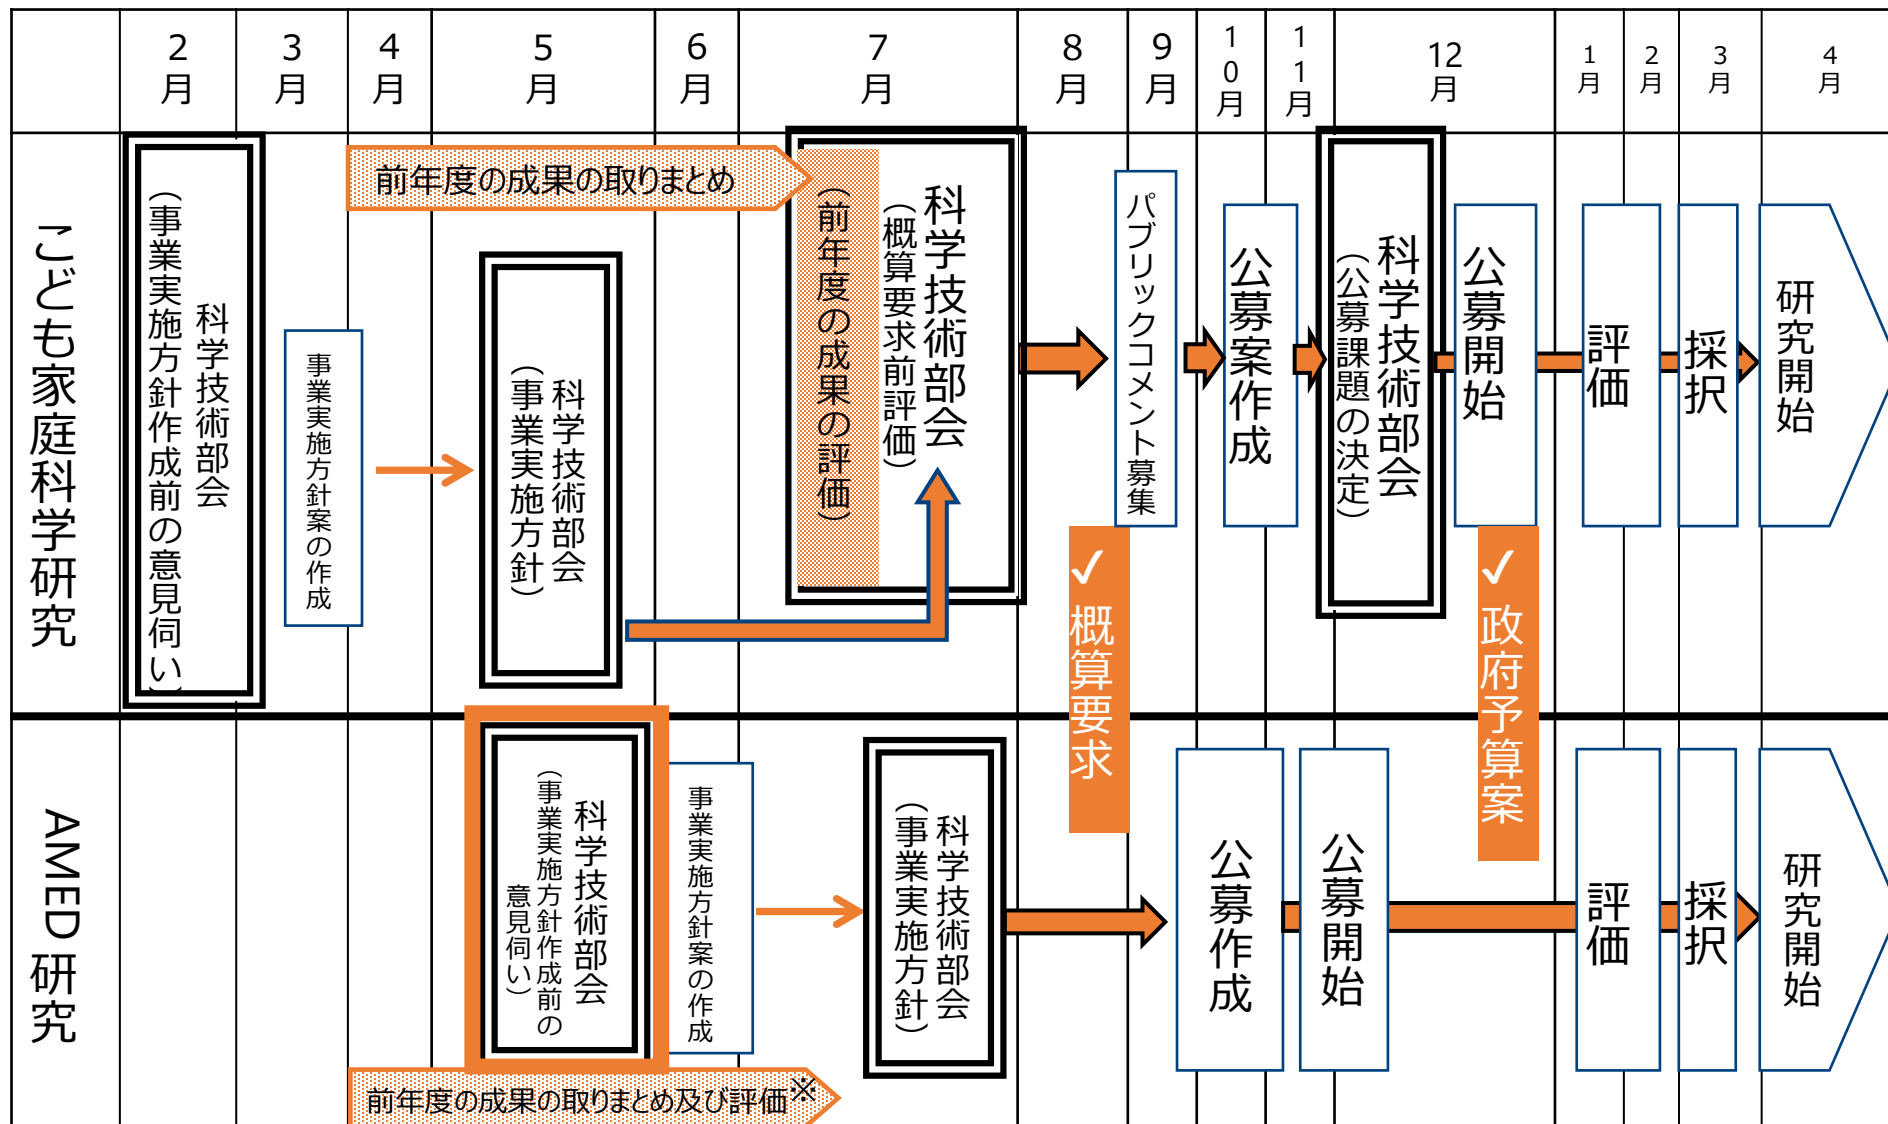 2月
3月
4月
5月
6月
7月
8月
9月
10月
11月
12月
1月
2月
3月
4月
こども家庭科学研究
科学技術部会
（事業実施方針作成前の意見伺い）
事業実施方針案の作成
前年度の成果の取りまとめ
科学技術部会
（事業実施方針）
科学技術部会
（概算要求前評価）
（前年度の成果の評価）
パブリックコメント募集
公募案作成
科学技術部会
（公募課題の決定）
公募開始
評価
採択
研究開始
✓ 概算要求
✓ 政府予算案
AMED 研究
科学技術部会
（事業実施方針作成前の
意見伺い）
事業実施方針案の作成
科学技術部会
（事業実施方針）
公募作成
公募開始
評価
採択
研究開始
前年度の成果の取りまとめ及び評価※